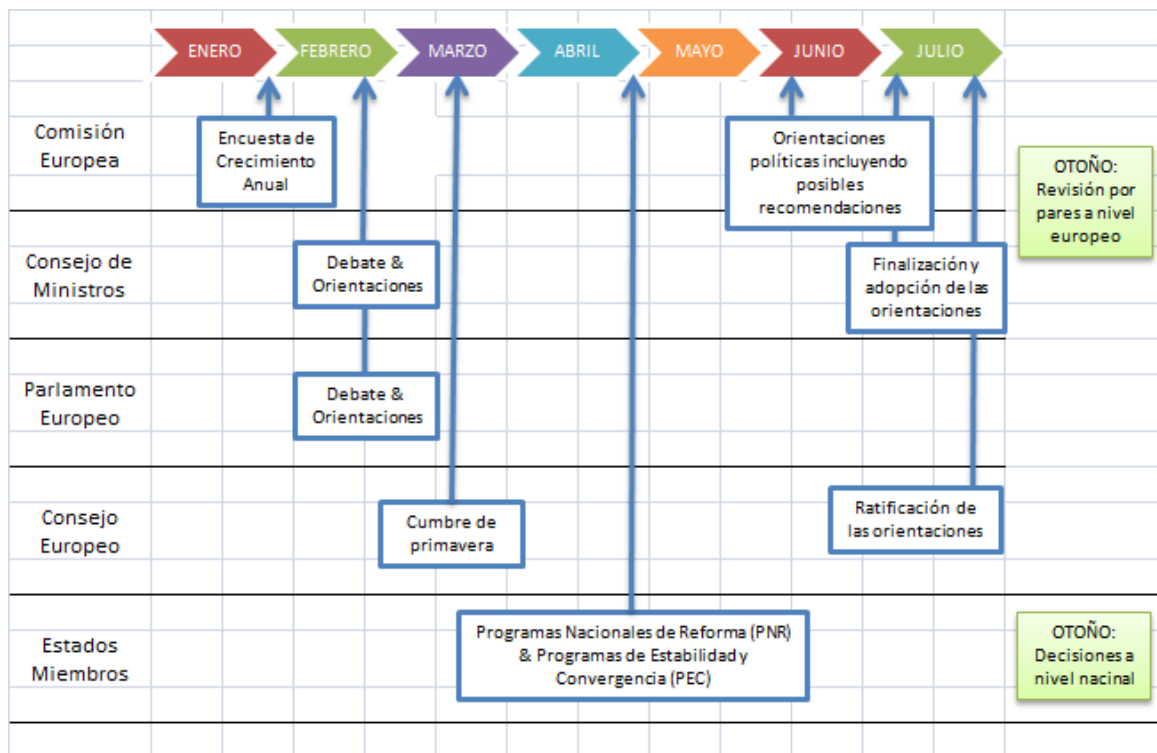 ENERO
FEBRERO
MARZO
ABRIL
MAYO
JUNIO
JULIO
Comisión
Europea
Encuesta de
Crecimiento
Anual
Orientaciones
políticas incluyendo
posibles
recomendaciones
OTOÑO:
Revisión por
pares a nivel
europeo
Consejo de
Ministros
Debate &
Orientaciones
Finalización y
adopción de las
orientaciones
Parlamento
Europeo
Debate &
Orientaciones
Consejo
Europeo
Cumbre de
primavera
Ratificación de
las orientaciones
Estados
Miembros
Programas Nacionales de Reforma (PNR)
& Programas de Estabilidad y
Convergencia (PEC)
OTOÑO:
Decisiones a
nivel nacinal